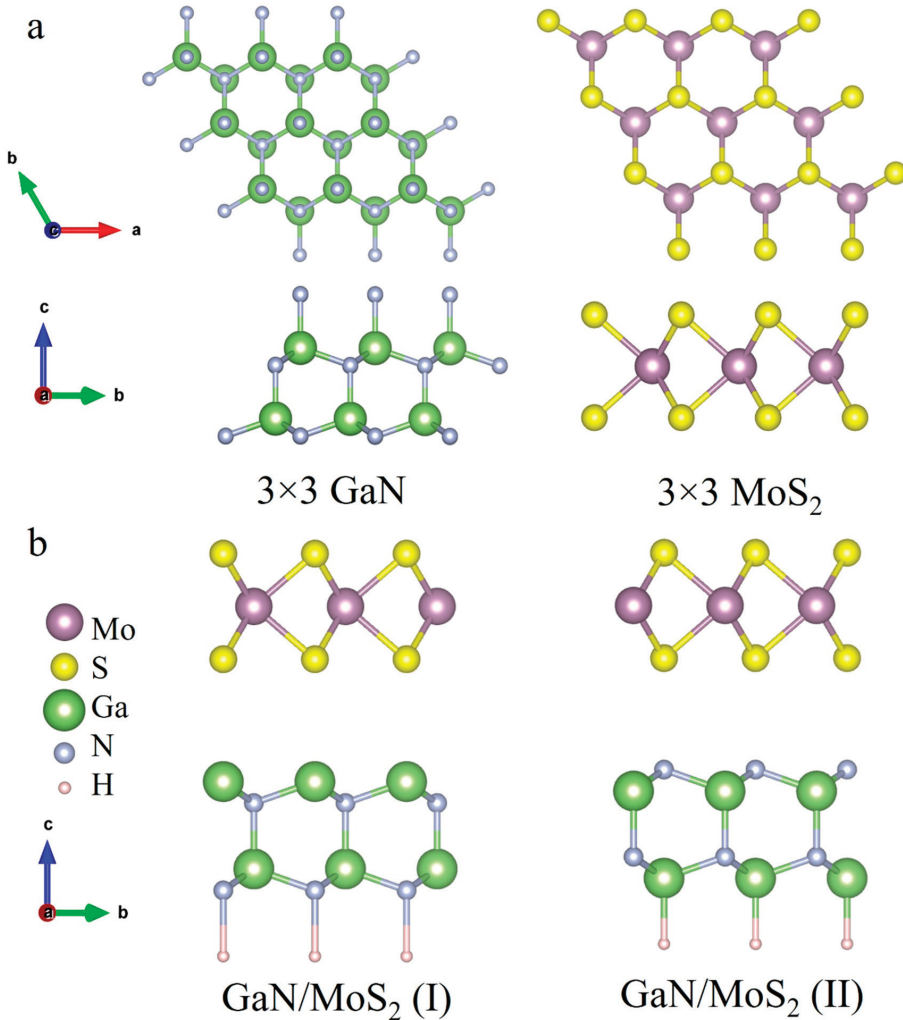 a
b
c
a
c
a
b
3×3 GaN
3×3 MoS₂
b
Mo
S
Ga
N
H
c
a
b
GaN/MoS₂ (I)
GaN/MoS₂ (II)